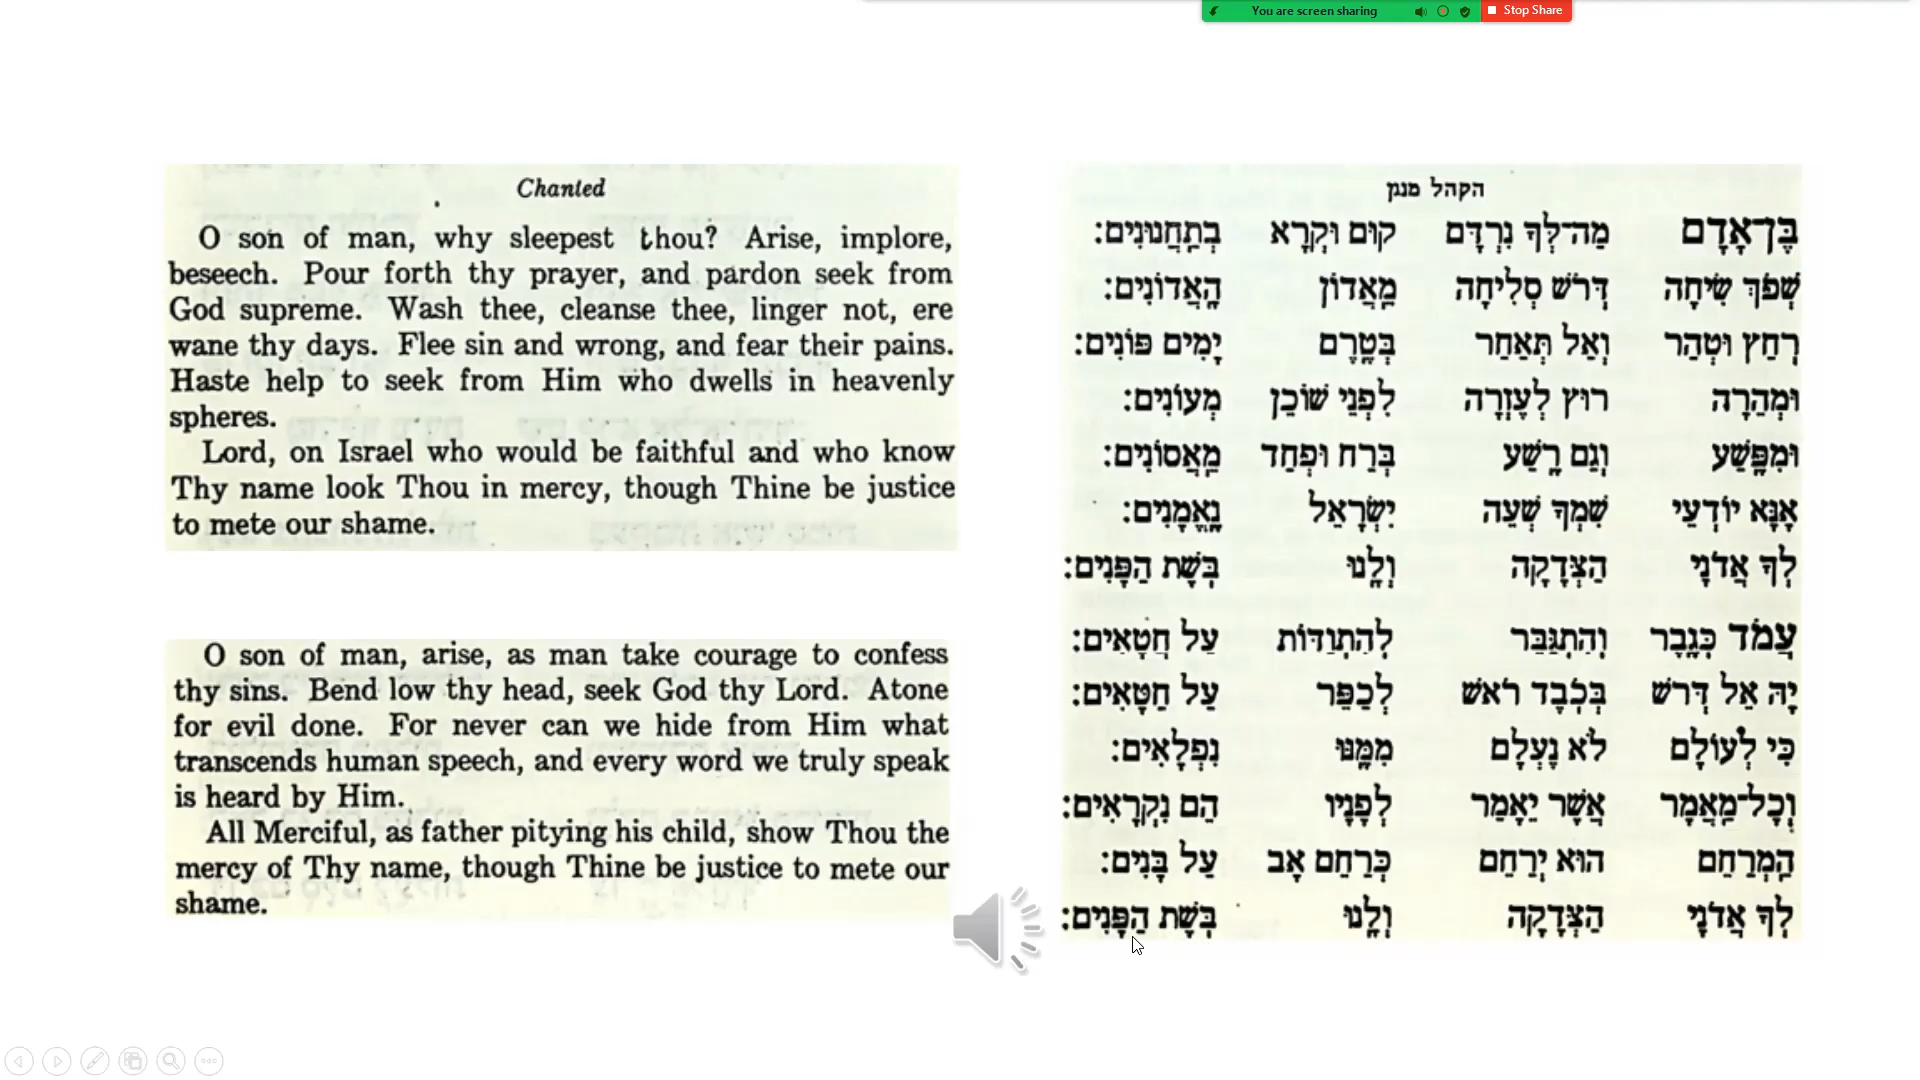 You are screen sharing
Stop Share
Chanted
O son of man, why sleepest thou? Arise, implore,
beseech. Pour forth thy prayer, and pardon seek from
God supreme. Wash thee, cleanse thee, linger not, ere
wane thy days. Flee sin and wrong, and fear their pains.
Haste help to seek from Him who dwells in heavenly
spheres.
Lord, on Israel who would be faithful and who know
Thy name look Thou in mercy, though Thine be justice
to mete our shame.
O son of man, arise, as man take courage to confess
thy sins. Bend low thy head, seek God thy Lord. Atone
for evil done. For never can we hide from Him what
transcends human speech, and every word we truly speak
is heard by Him.
All Merciful, as father pitying his child, show Thou the
mercy of Thy name, though Thine be justice to mete our
shame.
הקהל מנגן
בֶּן־אָדָם מַה־לְּךָ נִרְדָּם קוּם וּקְרָא בְּתַחֲנוּנִים:
שְׁפֹךְ שִׂיחָה דְּרֹשׁ סְלִיחָה מֵאֲדוֹן הָאֲדוֹנִים:
רְחַץ וּטְהַר וְאַל תְּאַחַר בְּטֶרֶם יָמִים פּוֹנִים:
וּמְהֵרָה רוּץ לְעֶזְרָה לִפְנֵי שׁוֹכֵן מְעוֹנִים:
וּמִפֶּשַׁע וְגַם רֶשַׁע בְּרַח וּפְחַד מֵאֲסוֹנִים:
אָנָּא יוֹדְעֵי שִׁמְךָ שְׁעֵה יִשְׂרָאֵל נֶאֱמָנִים:
לְךָ אֲדֹנָי הַצְּדָקָה וְלָנוּ בֹּשֶׁת הַפָּנִים:
עֲמֹד כְּגֶבֶר וְהִתְגַּבַּר לְהִתְוַדּוֹת עַל חֲטָאִים:
יָהּ אֵל דְּרֹשׁ בְּכֹבֶד רֹאשׁ לְכַפֵּר עַל חַטָּאִים:
כִּי לְעוֹלָם לֹא נֶעְלָם מִמֶּנּוּ נִפְלָאִים:
וְכָל־מַאֲמָר אֲשֶׁר יֵאָמַר לְפָנָיו הֵם נִקְרָאִים:
הַמְרַחֵם הוּא יְרַחֵם כְּרַחֵם אָב עַל בָּנִים:
לְךָ אֲדֹנָי הַצְּדָקָה וְלָנוּ בֹּשֶׁת הַפָּנִים: